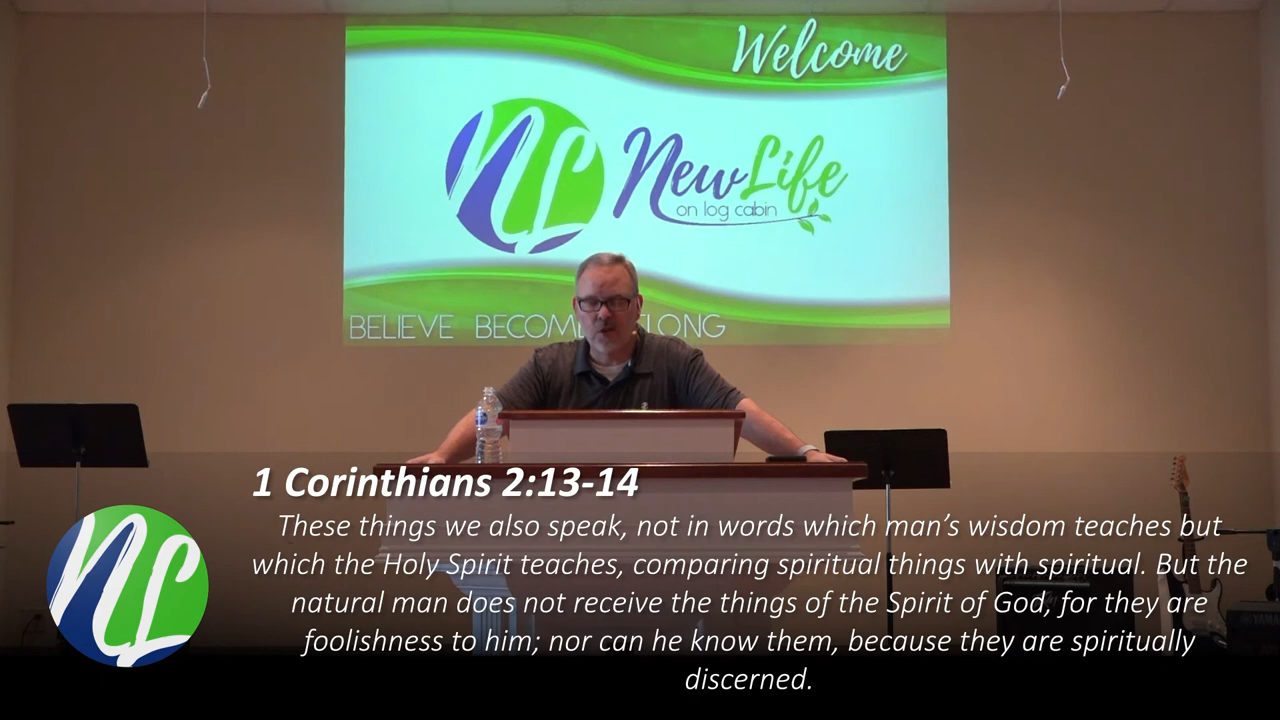 Welcome
NL
NewLife
on log cabin
BELIEVE BECOME
1 Corinthians 2:13-14
These things we also speak, not in words which man’s wisdom teaches but
which the Holy Spirit teaches, comparing spiritual things with spiritual. But the
natural man does not receive the things of the Spirit of God, for they are
foolishness to him; nor can he know them, because they are spiritually
discerned.
NL